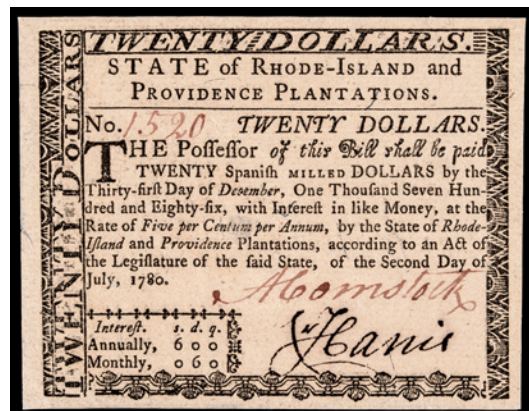 TWENTY DOLLARS.
TWENTY DOLLARS
STATE of RHODE-ISLAND and
PROVIDENCE PLANTATIONS.
No. 1520 TWENTY DOLLARS.
THE Poſſeſſor of this Bill ſhall be paid
TWENTY Spaniſh MILLED DOLLARS by the
Thirty-firſt Day of December, One Thouſand Seven Hun-
dred and Eighty-ſix, with Intereſt in like Money, at the
Rate of Five per Centum per Annum, by the State of Rhode-
Iſland and Providence Plantations, according to an Act of
the Legiſlature of the ſaid State, of the Second Day of
July, 1780.
Intereſt. s. d. q.
Annually, 6 0 0
Monthly, 0 6 0